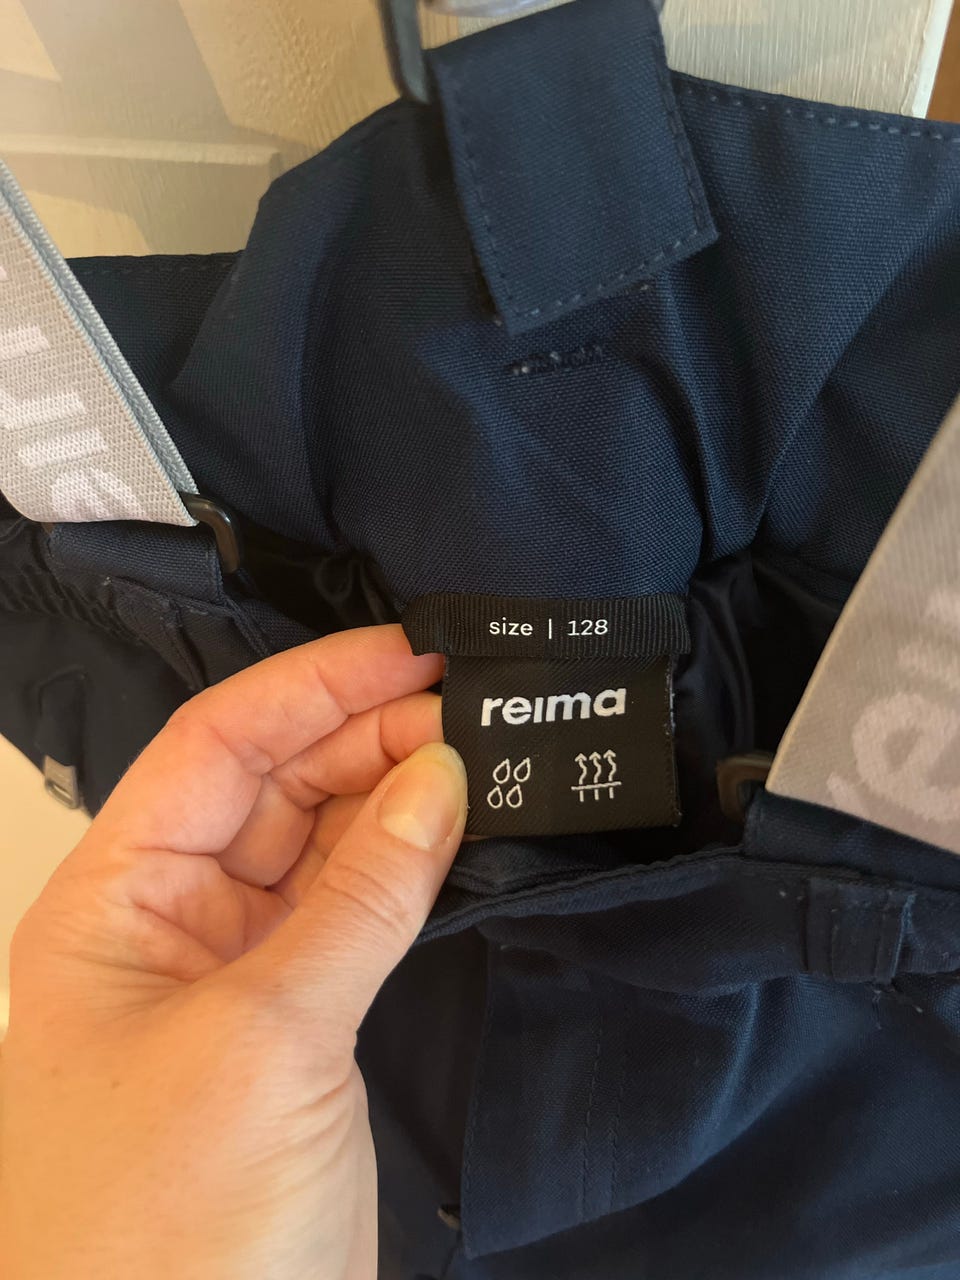 size | 128
reima